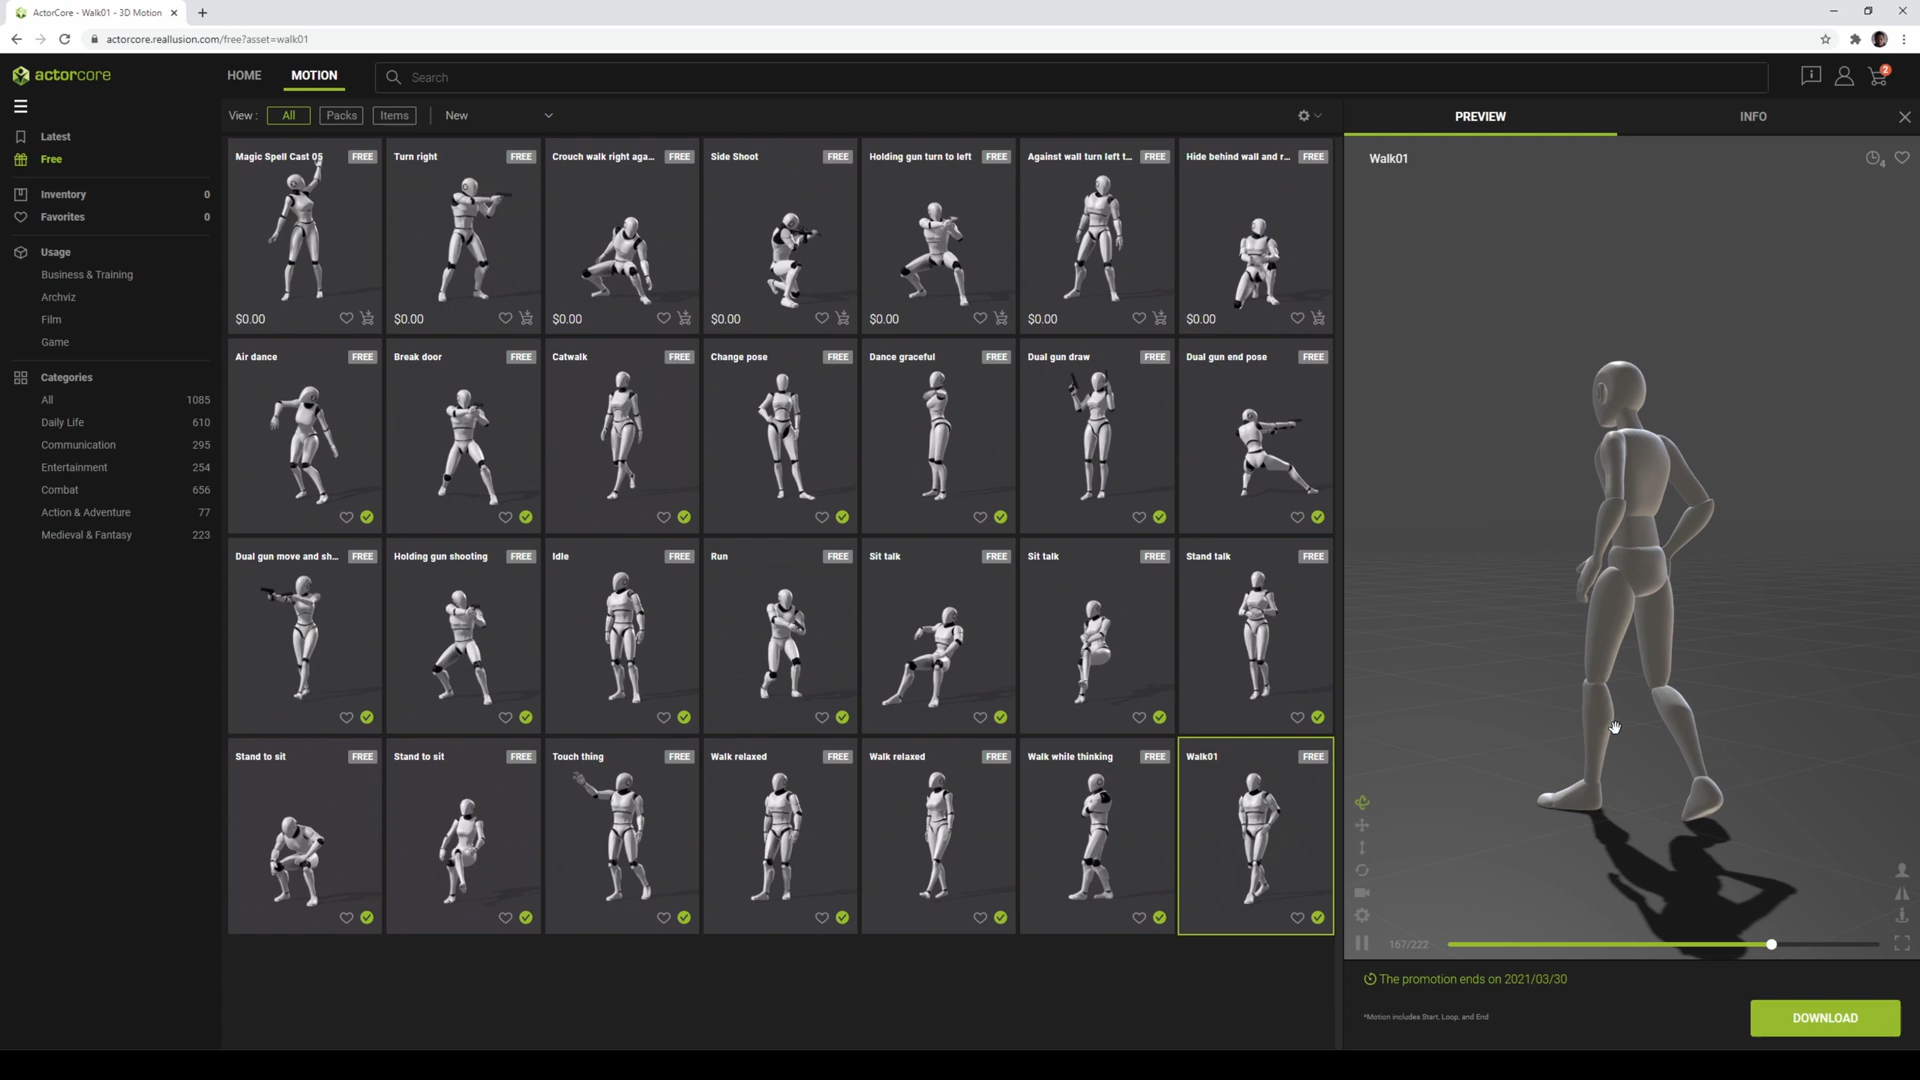 ActorCore - Walk01 - 3D Motion
actorcore.reallusion.com/free?asset=walk01
actorcore
HOME
MOTION
Search
2
View :
All
Packs
Items
New
PREVIEW
INFO
Latest
Free
Inventory 0
Favorites 0
Usage
Business & Training
Archviz
Film
Game
Categories
All 1085
Daily Life 610
Communication 295
Entertainment 254
Combat 656
Action & Adventure 77
Medieval & Fantasy 223
Magic Spell Cast 05 FREE
Turn right FREE
Crouch walk right aga... FREE
Side Shoot FREE
Holding gun turn to left FREE
Against wall turn left t... FREE
Hide behind wall and r... FREE
$0.00
$0.00
$0.00
$0.00
$0.00
$0.00
$0.00
Air dance FREE
Break door FREE
Catwalk FREE
Change pose FREE
Dance graceful FREE
Dual gun draw FREE
Dual gun end pose FREE
Dual gun move and sh... FREE
Holding gun shooting FREE
Idle FREE
Run FREE
Sit talk FREE
Sit talk FREE
Stand talk FREE
Stand to sit FREE
Stand to sit FREE
Touch thing FREE
Walk relaxed FREE
Walk relaxed FREE
Walk while thinking FREE
Walk01 FREE
Walk01
4
167/222
The promotion ends on 2021/03/30
*Motion includes Start, Loop, and End
DOWNLOAD